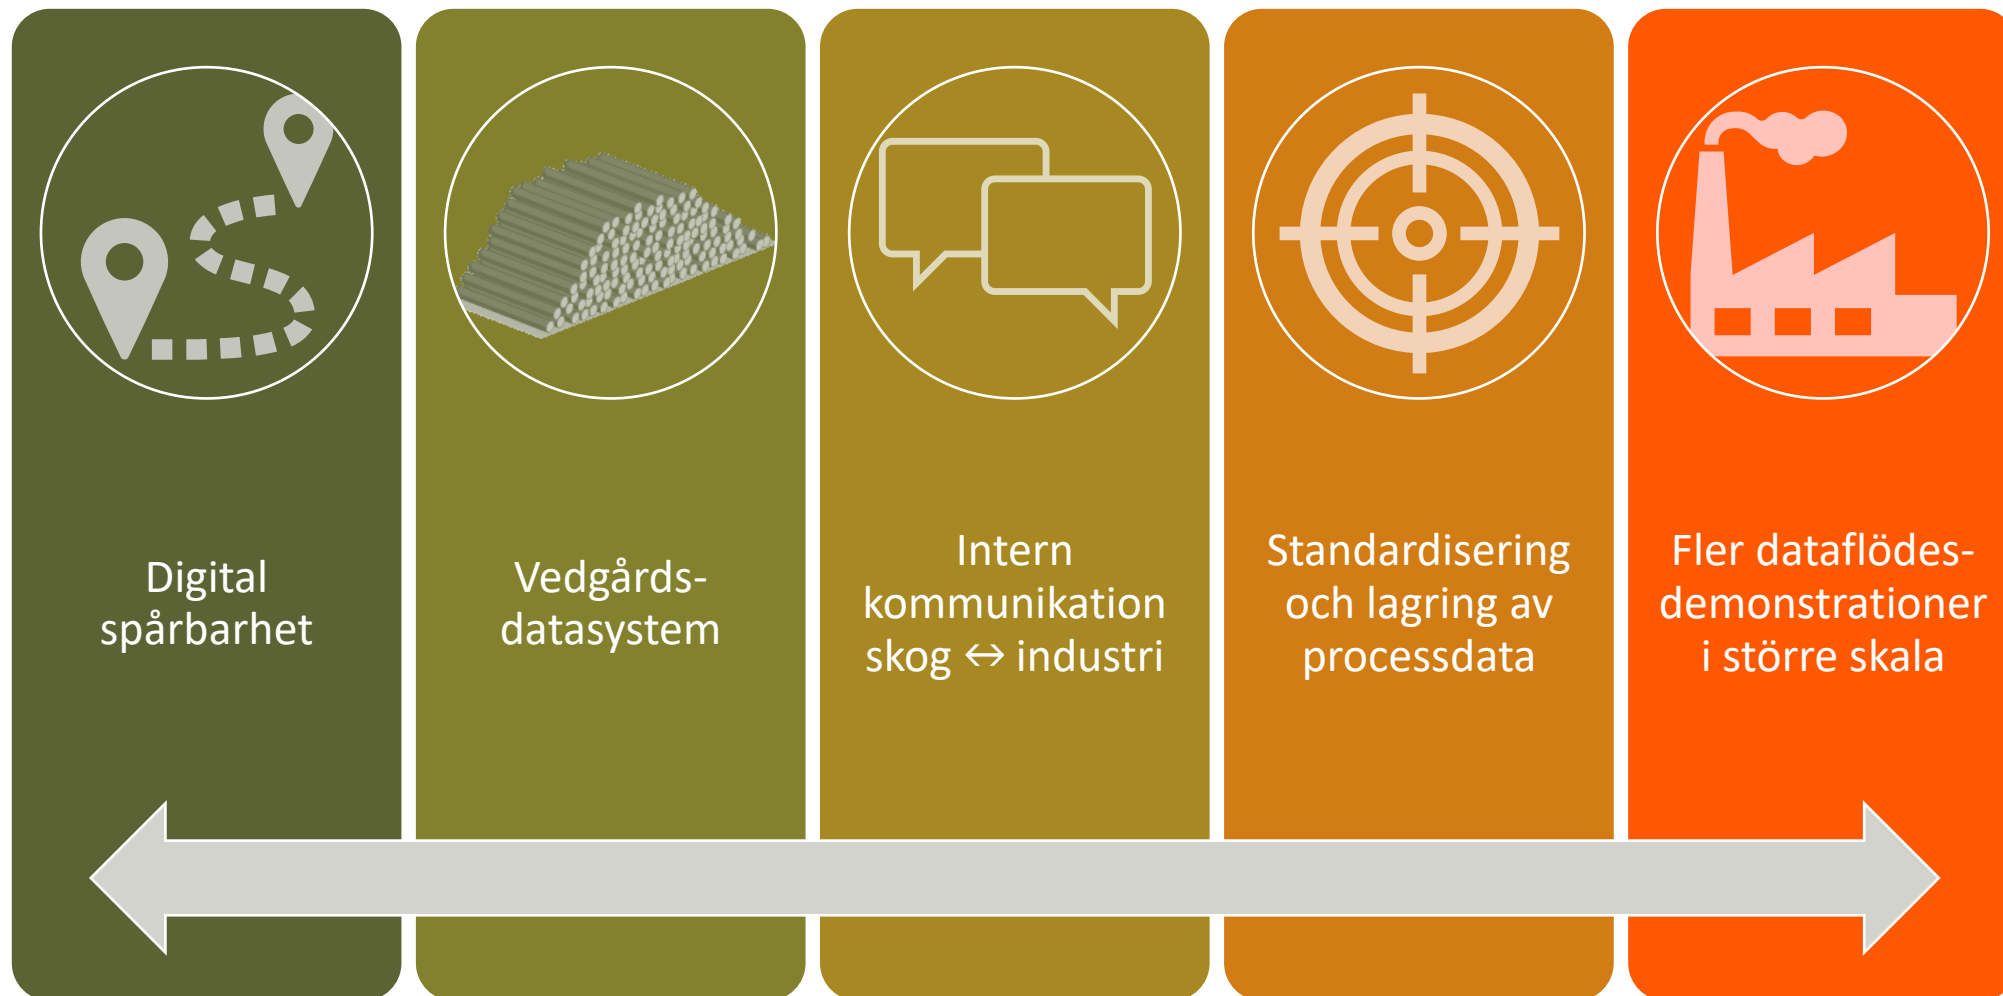 Digital
spårbarhet
Vedgårds-
datasystem
Intern
kommunikation
skog ↔ industri
Standardisering
och lagring av
processdata
Fler dataflödes-
demonstrationer
i större skala